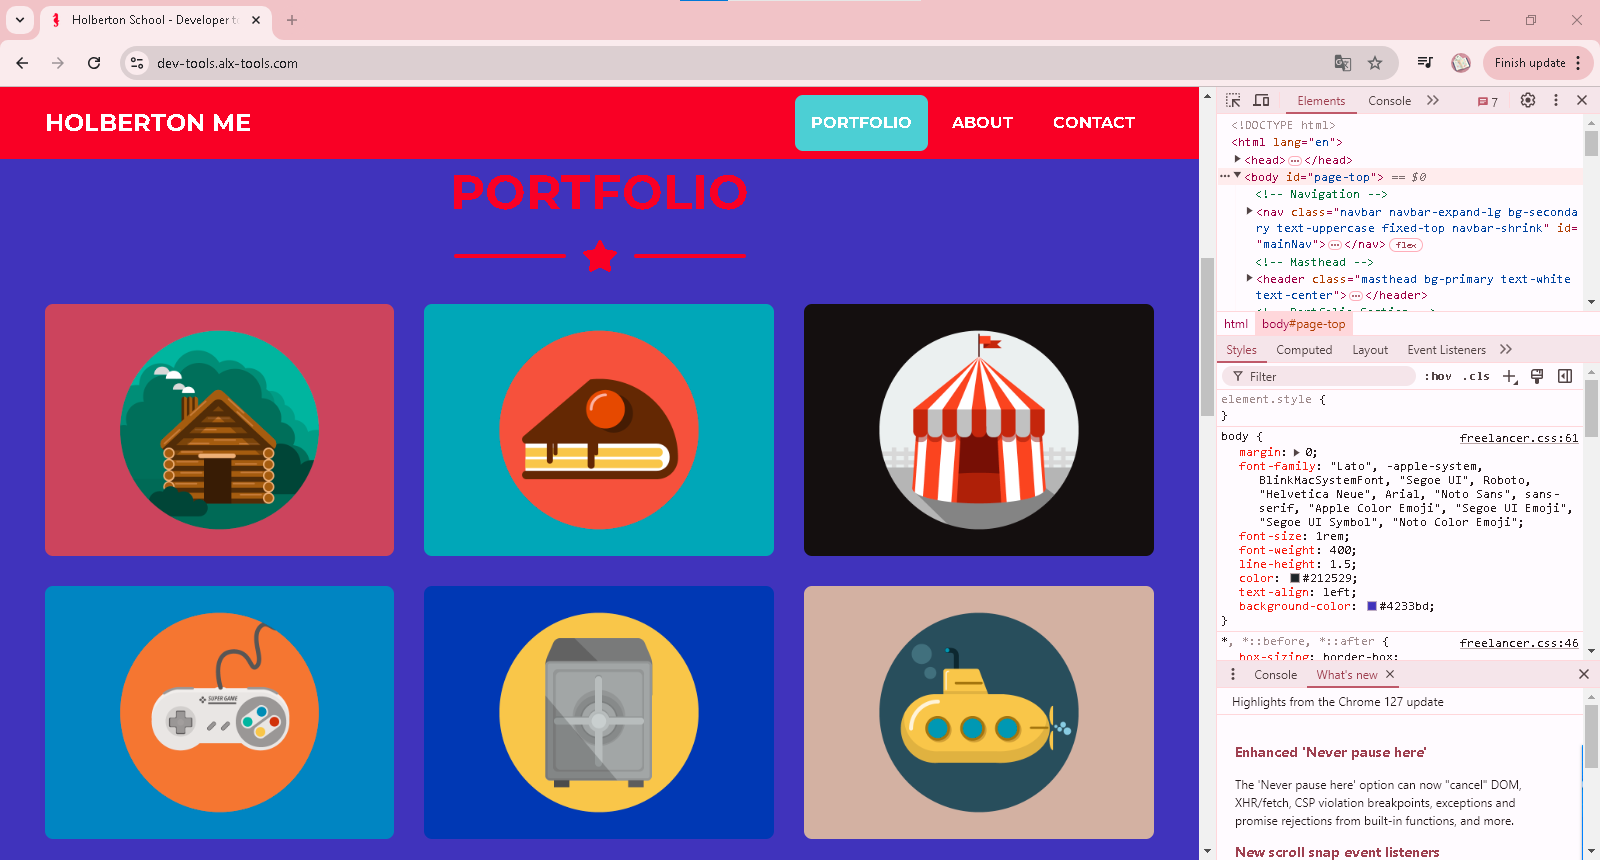 Holberton School - Developer t
dev-tools.alx-tools.com
Finish update
HOLBERTON ME
PORTFOLIO
ABOUT
CONTACT
PORTFOLIO
SUPER GAME
Elements
Console
7
<!DOCTYPE html>
<html lang="en">
<head>…</head>
<body id="page-top"> == $0
<!-- Navigation -->
<nav class="navbar navbar-expand-lg bg-seconda
ry text-uppercase fixed-top navbar-shrink" id=
"mainNav">…</nav> flex
<!-- Masthead -->
<header class="masthead bg-primary text-white
text-center">…</header>
<!-- Portfolio Section -->
html
body#page-top
Styles
Computed
Layout
Event Listeners
Filter
:hov
.cls
element.style {
}
body {
freelancer.css:61
margin: 0;
font-family: "Lato", -apple-system,
BlinkMacSystemFont, "Segoe UI", Roboto,
"Helvetica Neue", Arial, "Noto Sans", sans-
serif, "Apple Color Emoji", "Segoe UI Emoji",
"Segoe UI Symbol", "Noto Color Emoji";
font-size: 1rem;
font-weight: 400;
line-height: 1.5;
color: #212529;
text-align: left;
background-color: #4233bd;
}
*, *::before, *::after {
freelancer.css:46
box-sizing: border-box;
Console
What's new
Highlights from the Chrome 127 update
Enhanced 'Never pause here'
The 'Never pause here' option can now "cancel" DOM,
XHR/fetch, CSP violation breakpoints, exceptions and
promise rejections from built-in functions, and more.
New scroll snap event listeners